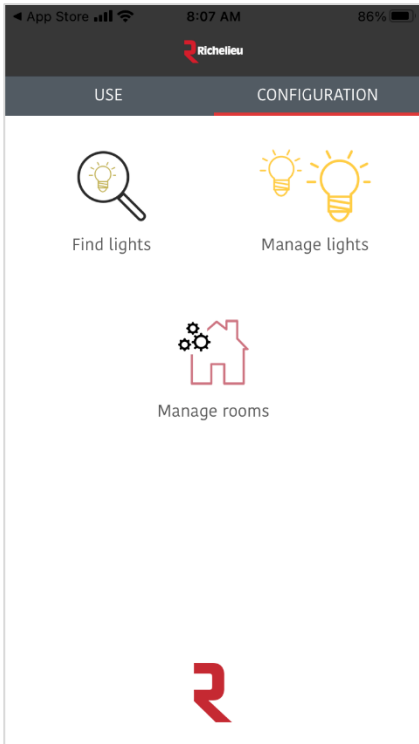 App Store 8:07 AM 86%
Richelieu
USE CONFIGURATION
Find lights Manage lights
Manage rooms